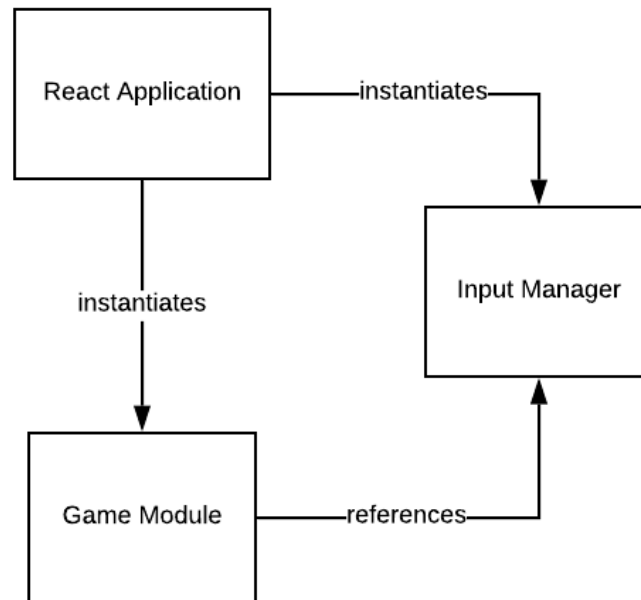 React Application
instantiates
Input Manager
instantiates
Game Module
references